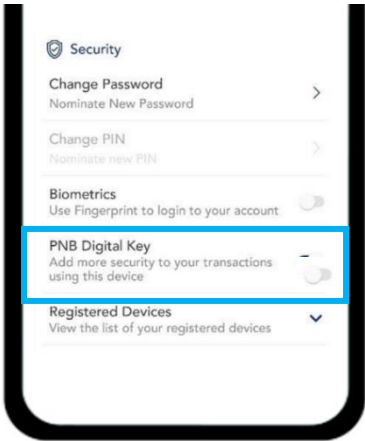 Security
Change Password
Nominate New Password
Change PIN
Nominate new PIN
Biometrics
Use Fingerprint to login to your account
PNB Digital Key
Add more security to your transactions
using this device
Registered Devices
View the list of your registered devices